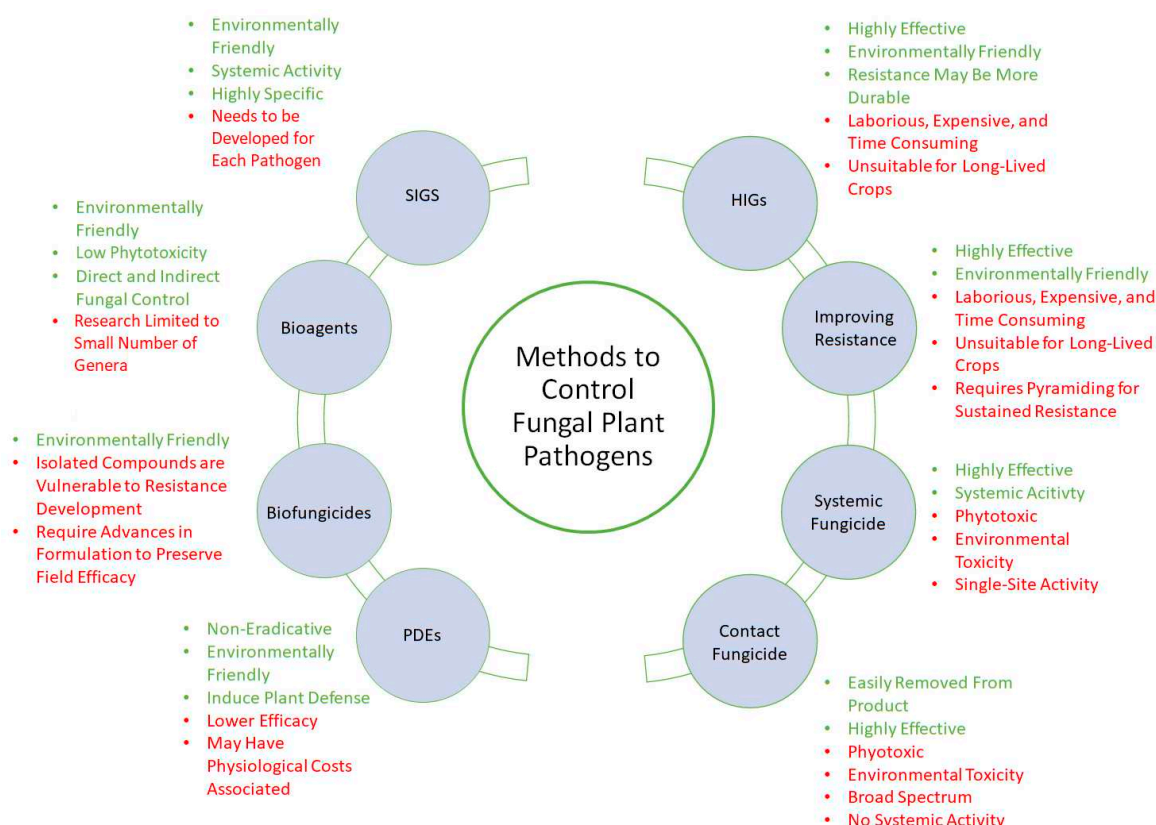 • Environmentally
Friendly
• Systemic Activity
• Highly Specific
• Needs to be
Developed for
Each Pathogen
SIGS
• Environmentally
Friendly
• Low Phytotoxicity
• Direct and Indirect
Fungal Control
• Research Limited to
Small Number of
Genera
Bioagents
• Environmentally Friendly
• Isolated Compounds are
Vulnerable to Resistance
Development
• Require Advances in
Formulation to Preserve
Field Efficacy
Biofungicides
• Non-Eradicative
• Environmentally
Friendly
• Induce Plant Defense
• Lower Efficacy
• May Have
Physiological Costs
Associated
PDEs
Methods to
Control
Fungal Plant
Pathogens
• Highly Effective
• Environmentally Friendly
• Resistance May Be More
Durable
• Laborious, Expensive, and
Time Consuming
• Unsuitable for Long-Lived
Crops
HIGs
• Highly Effective
• Environmentally Friendly
• Laborious, Expensive, and
Time Consuming
• Unsuitable for Long-Lived
Crops
• Requires Pyramiding for
Sustained Resistance
Improving
Resistance
• Highly Effective
• Systemic Acitivty
• Phytotoxic
• Environmental
Toxicity
• Single-Site Activity
Systemic
Fungicide
Contact
Fungicide
• Easily Removed From
Product
• Highly Effective
• Phyotoxic
• Environmental Toxicity
• Broad Spectrum
• No Systemic Activity